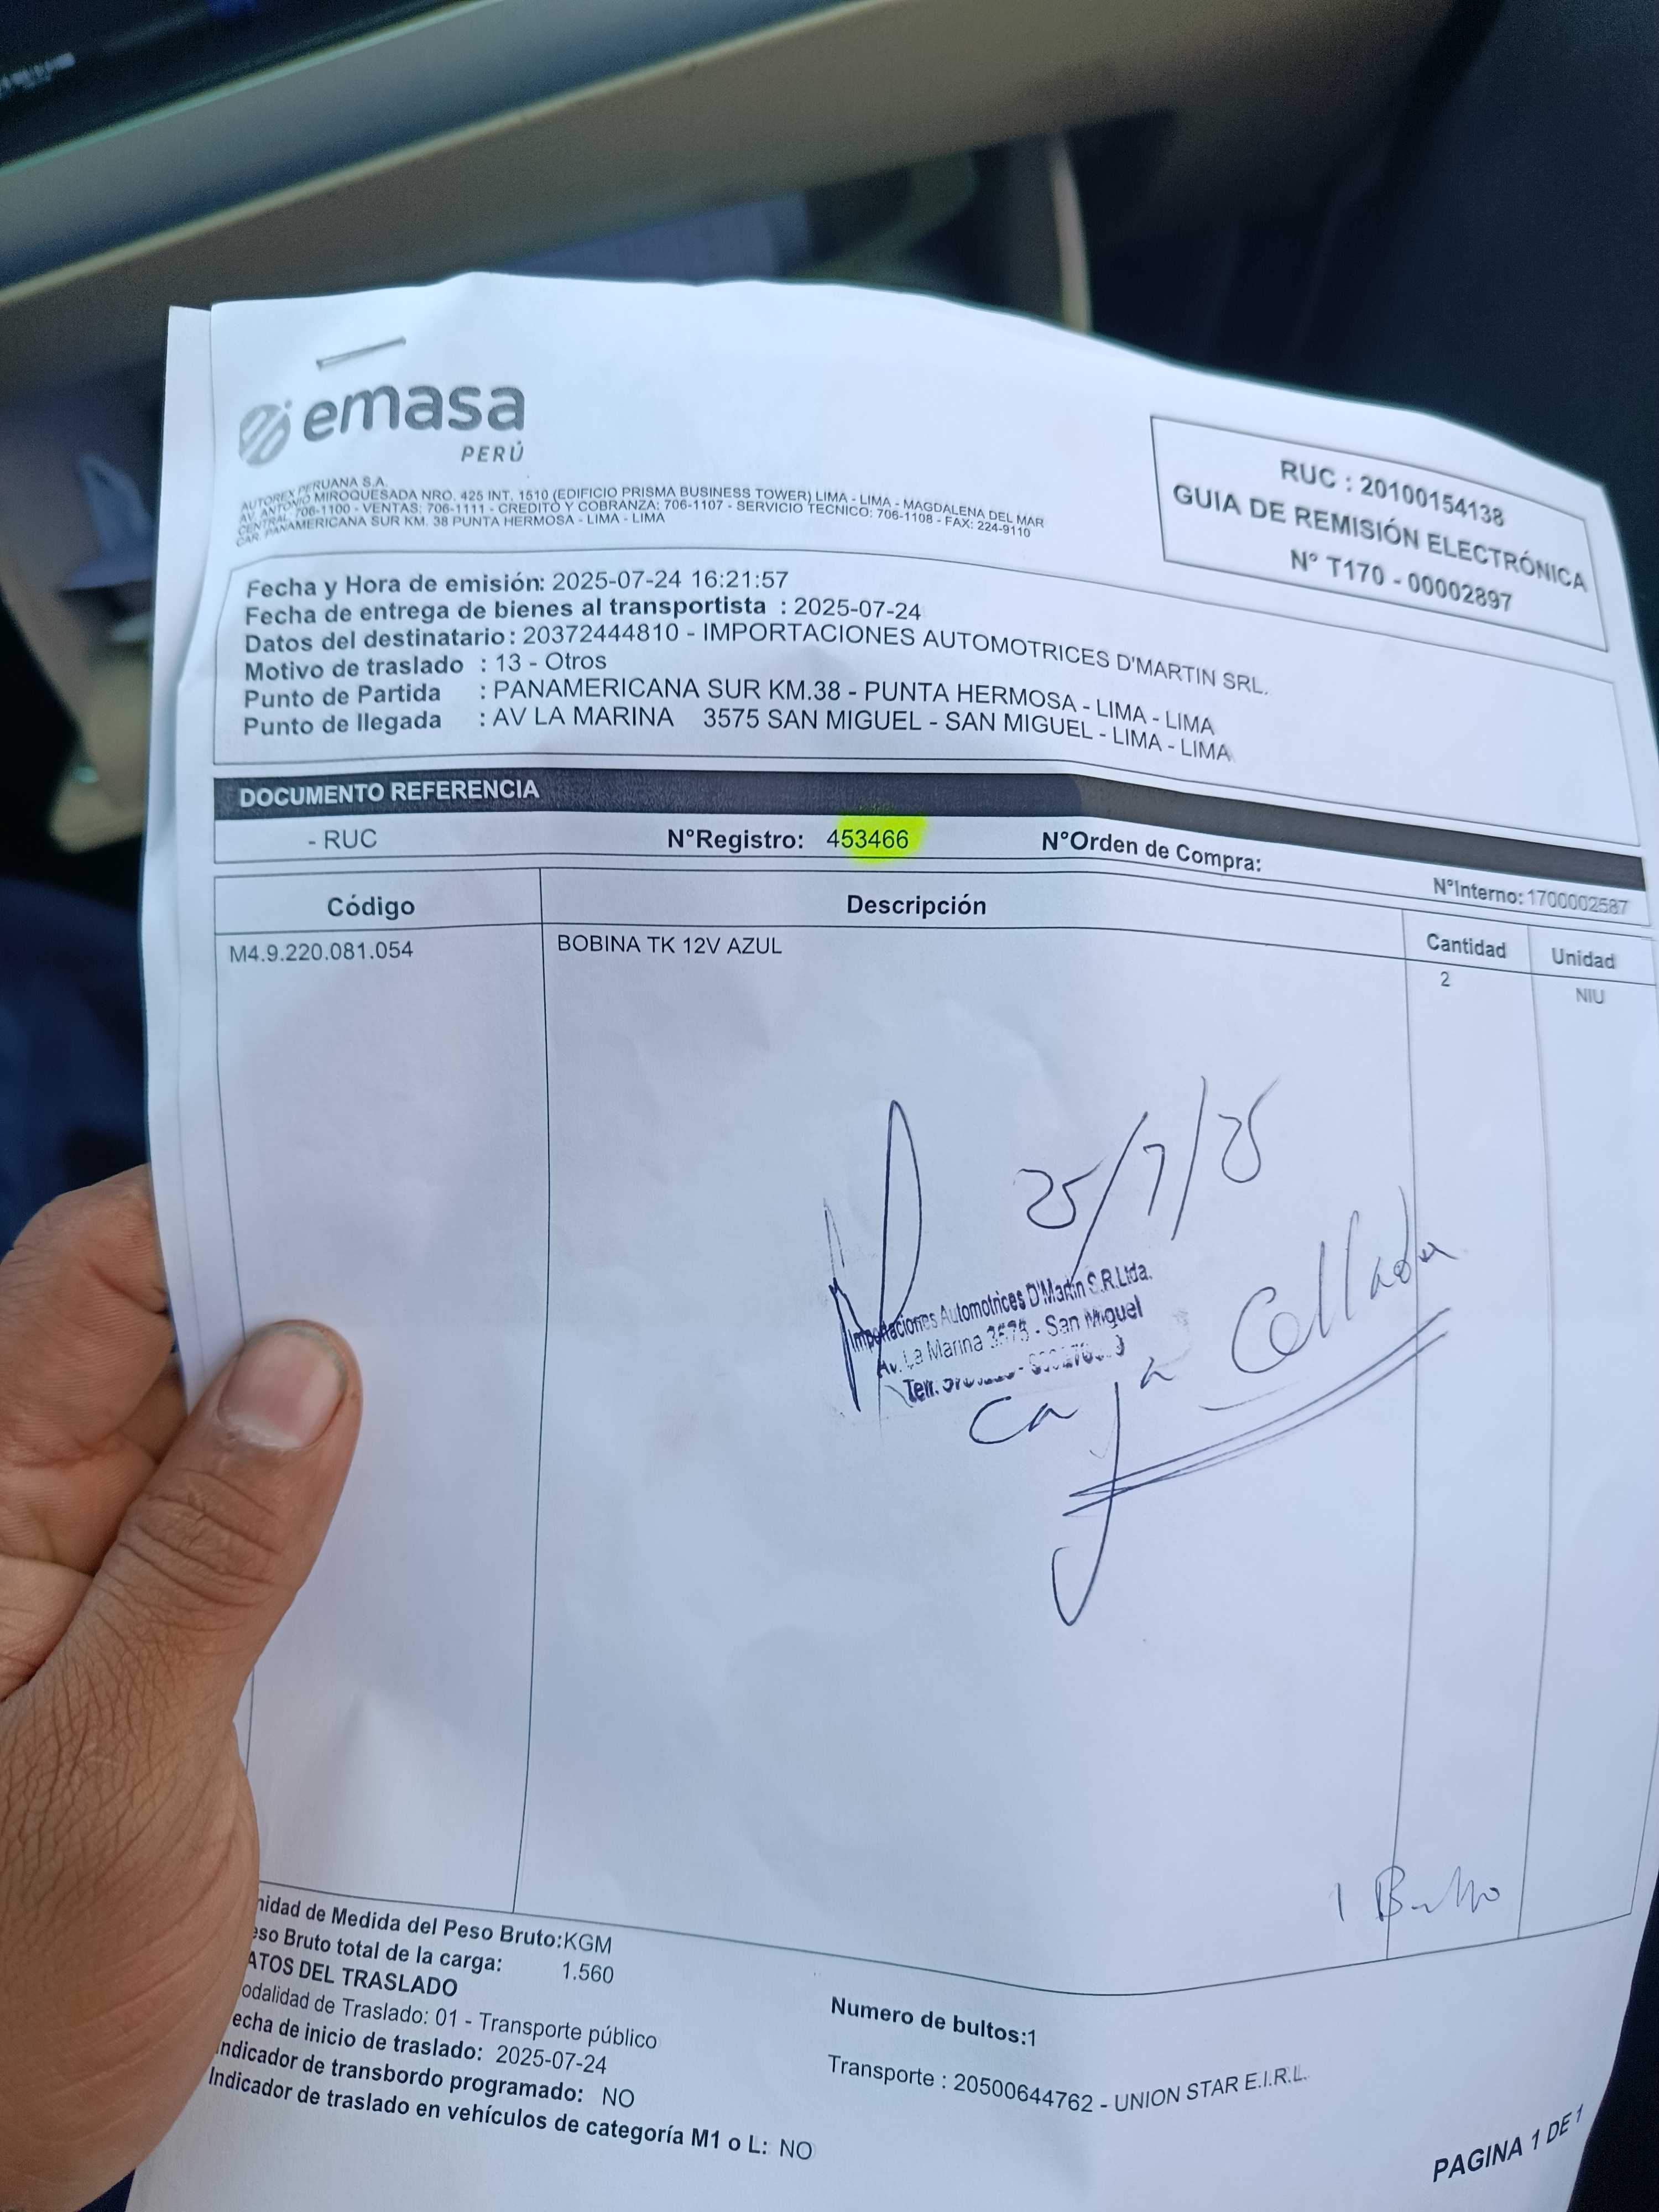 emasa
PERÚ
AUTOREX PERUANA S.A.
AV. ANTONIO MIROQUESADA NRO. 425 INT. 1510 (EDIFICIO PRISMA BUSINESS TOWER) LIMA - LIMA - MAGDALENA DEL MAR
CENTRAL: 706-1100 - VENTAS: 706-1111 - CREDITO Y COBRANZA: 706-1107 - SERVICIO TECNICO: 706-1108 - FAX: 224-9110
CAR. PANAMERICANA SUR KM. 38 PUNTA HERMOSA - LIMA - LIMA
RUC : 20100154138
GUIA DE REMISIÓN ELECTRÓNICA
N° T170 - 00002897
Fecha y Hora de emisión: 2025-07-24 16:21:57
Fecha de entrega de bienes al transportista : 2025-07-24
Datos del destinatario: 20372444810 - IMPORTACIONES AUTOMOTRICES D'MARTIN SRL.
Motivo de traslado : 13 - Otros
Punto de Partida : PANAMERICANA SUR KM.38 - PUNTA HERMOSA - LIMA - LIMA
Punto de llegada : AV LA MARINA 3575 SAN MIGUEL - SAN MIGUEL - LIMA - LIMA
DOCUMENTO REFERENCIA
- RUC N°Registro: 453466 N°Orden de Compra: N°Interno: 1700002587
Código Descripción Cantidad Unidad
M4.9.220.081.054 BOBINA TK 12V AZUL 2 NIU
25/7/25
Importaciones Automotrices D'Martin S.R.Ltda.
Av. La Marina 3575 - San Miguel
Caja Sellada
1 Bulto
nidad de Medida del Peso Bruto:KGM
eso Bruto total de la carga: 1.560
ATOS DEL TRASLADO
odalidad de Traslado: 01 - Transporte público
echa de inicio de traslado: 2025-07-24
Indicador de transbordo programado: NO
Indicador de traslado en vehículos de categoría M1 o L: NO
Numero de bultos:1
Transporte : 20500644762 - UNION STAR E.I.R.L.
PAGINA 1 DE 1